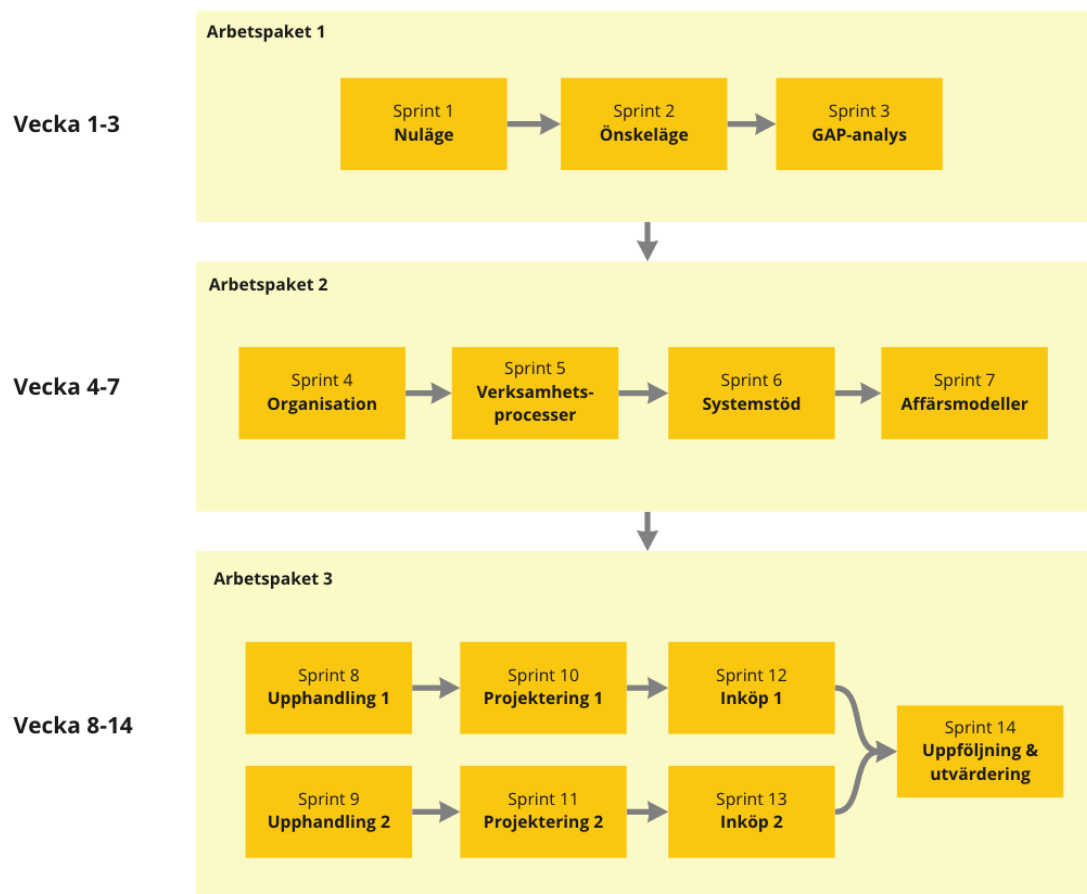 Arbetspaket 1
Vecka 1-3
Sprint 1
Nuläge
Sprint 2
Önskeläge
Sprint 3
GAP-analys
Arbetspaket 2
Vecka 4-7
Sprint 4
Organisation
Sprint 5
Verksamhets-
processer
Sprint 6
Systemstöd
Sprint 7
Affärsmodeller
Arbetspaket 3
Vecka 8-14
Sprint 8
Upphandling 1
Sprint 10
Projektering 1
Sprint 12
Inköp 1
Sprint 9
Upphandling 2
Sprint 11
Projektering 2
Sprint 13
Inköp 2
Sprint 14
Uppföljning &
utvärdering